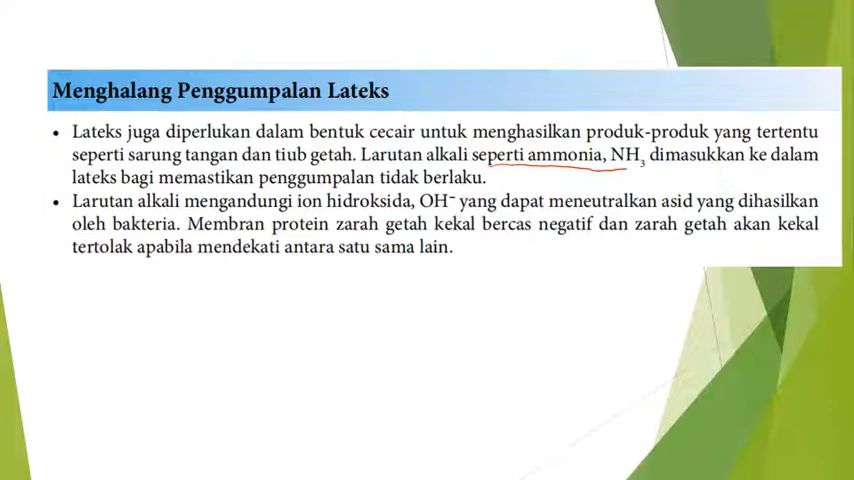 Menghalang Penggumpalan Lateks
• Lateks juga diperlukan dalam bentuk cecair untuk menghasilkan produk-produk yang tertentu
seperti sarung tangan dan tiub getah. Larutan alkali seperti ammonia, NH₃ dimasukkan ke dalam
lateks bagi memastikan penggumpalan tidak berlaku.
• Larutan alkali mengandungi ion hidroksida, OH⁻ yang dapat meneutralkan asid yang dihasilkan
oleh bakteria. Membran protein zarah getah kekal bercas negatif dan zarah getah akan kekal
tertolak apabila mendekati antara satu sama lain.